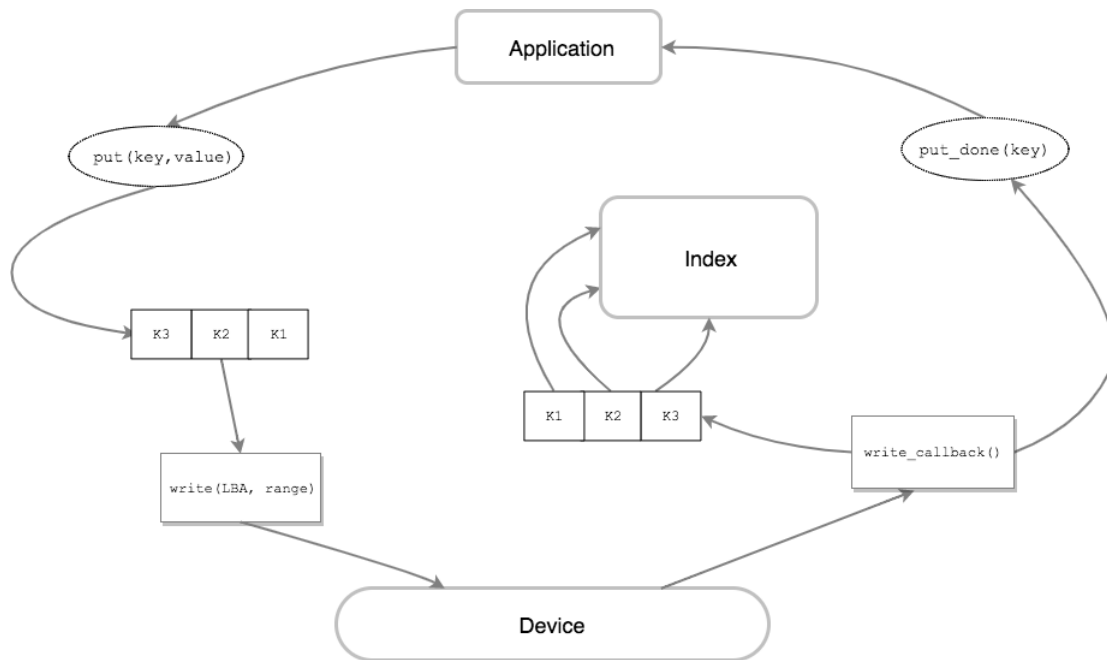 Application
put(key,value)
put_done(key)
Index
K3 K2 K1
K1 K2 K3
write_callback()
write(LBA, range)
Device